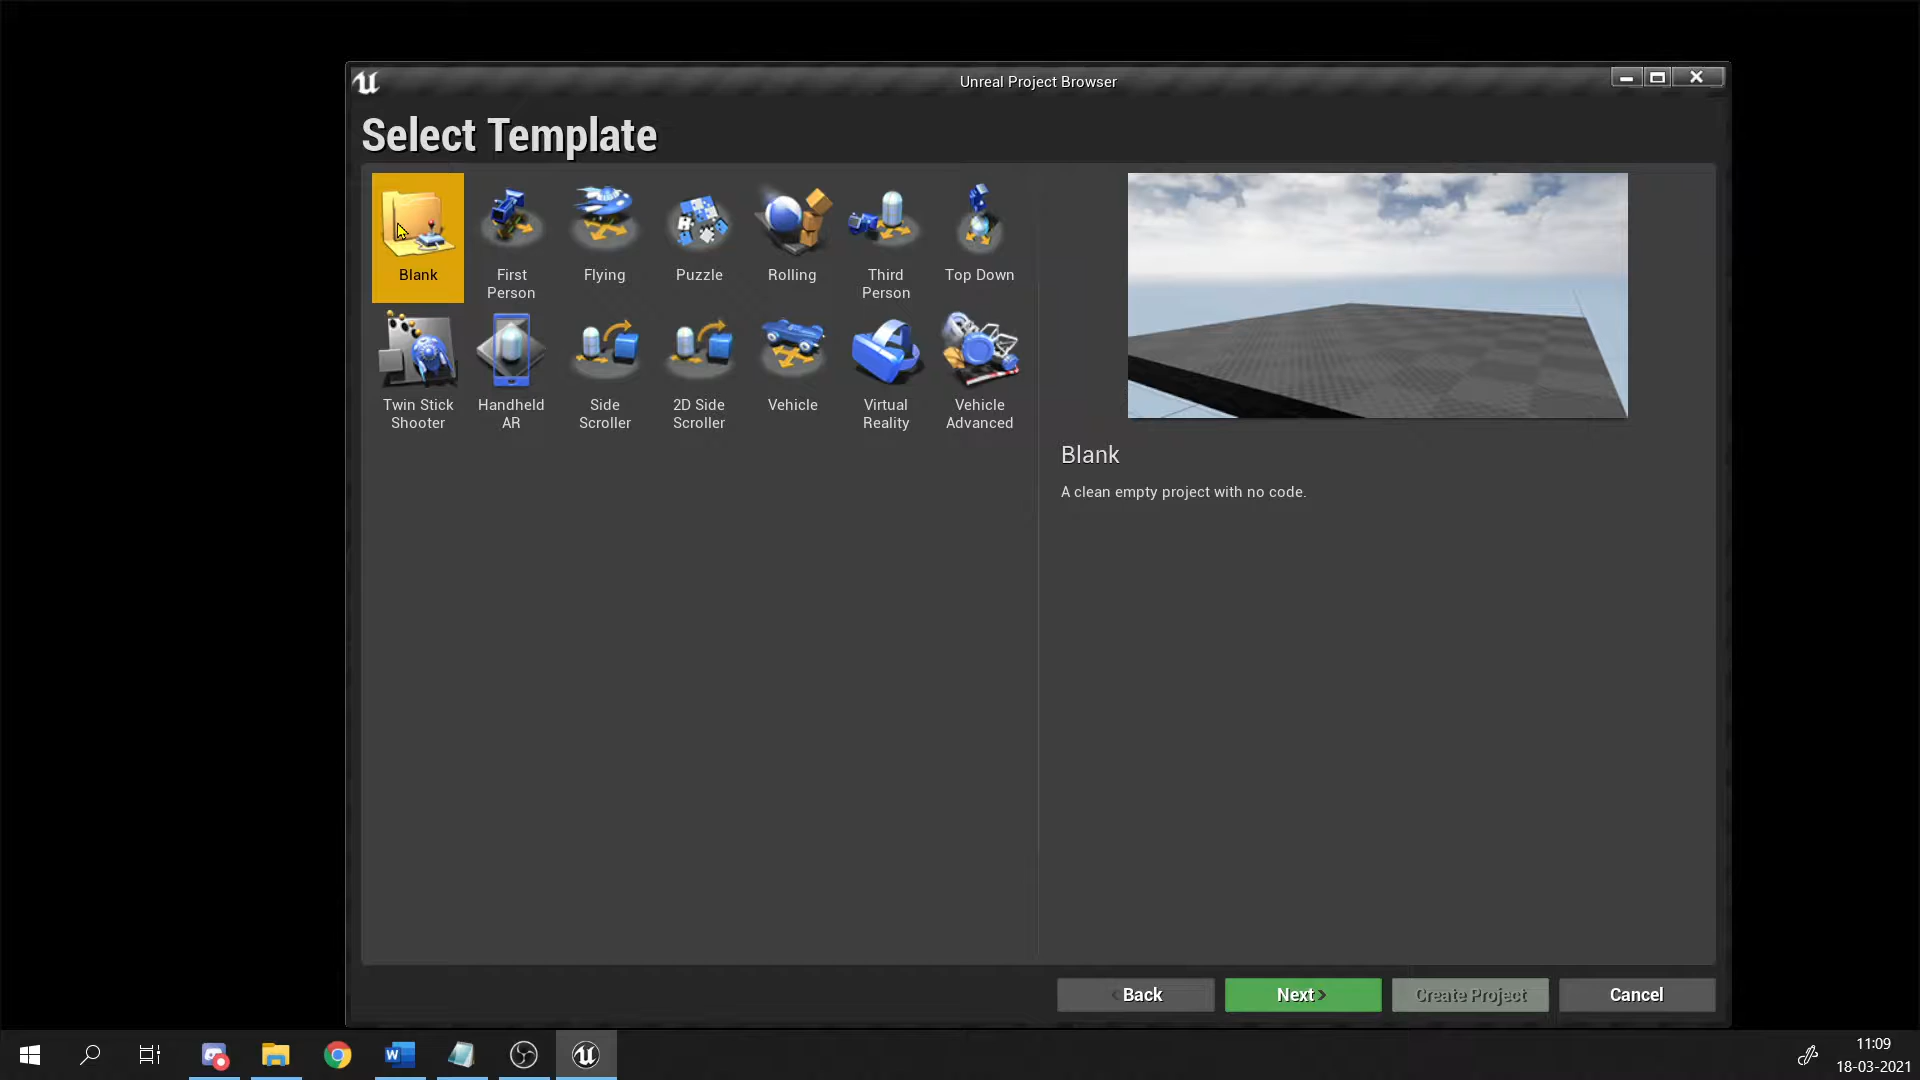 Unreal Project Browser
Select Template
Blank
First
Person
Flying
Puzzle
Rolling
Third
Person
Top Down
Twin Stick
Shooter
Handheld
AR
Side
Scroller
2D Side
Scroller
Vehicle
Virtual
Reality
Vehicle
Advanced
Blank
A clean empty project with no code.
< Back
Next >
Create Project
Cancel
11:09
18-03-2021